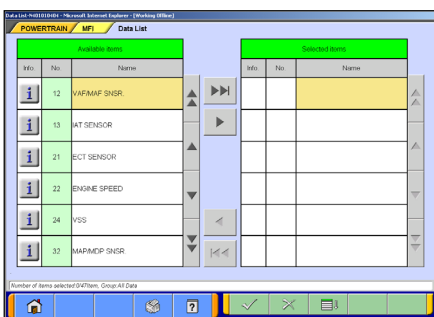 Data List-N401010404 - Microsoft Internet Explorer - [Working Offline]
POWERTRAIN MFI Data List
Available items Selected items
Info. No. Name Info. No. Name
i 12 VAF/MAF SNSR.
i 13 IAT SENSOR
i 21 ECT SENSOR
i 22 ENGINE SPEED
i 24 VSS
i 32 MAP/MDP SNSR.
Number of items selected:0/47Item, Group:All Data
?